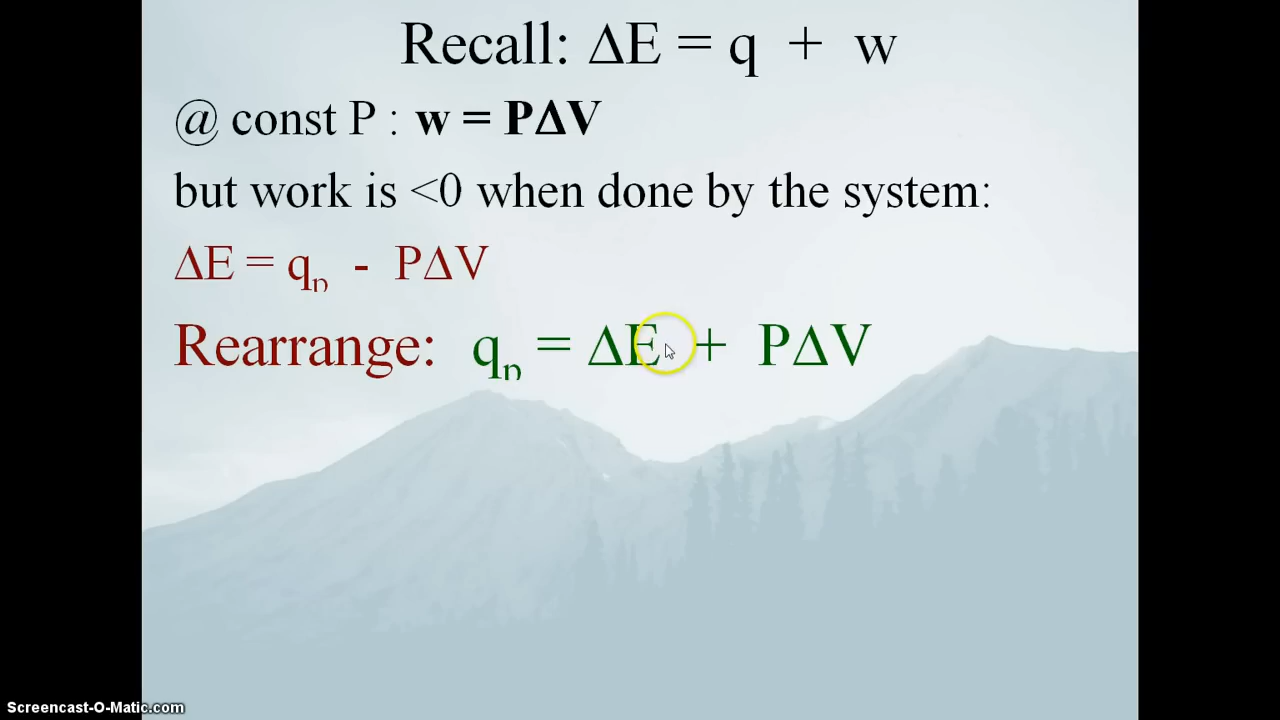 Recall: ΔE = q + w
@ const P : w = PΔV
but work is <0 when done by the system:
ΔE = qp - PΔV
Rearrange: qp = ΔE + PΔV
Screencast-O-Matic.com